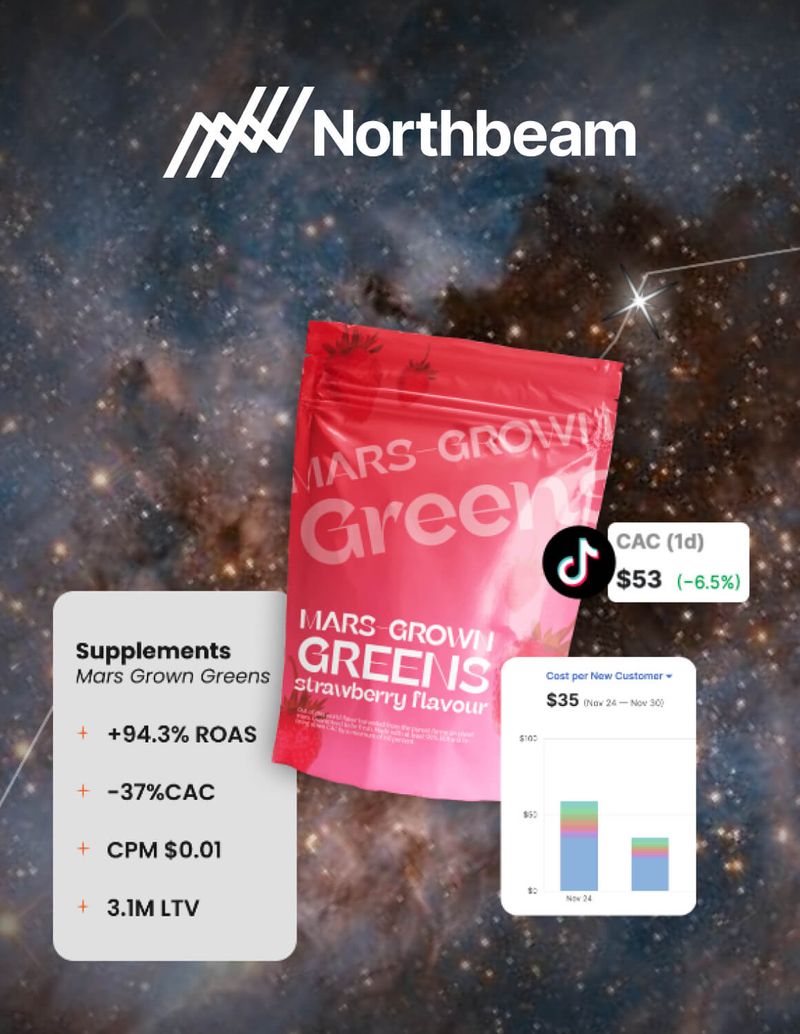 Northbeam
MARS-GROWN
Greens
MARS-GROWN
GREENS
strawberry flavour
CAC (1d)
$53 (-6.5%)
Supplements
Mars Grown Greens
+94.3% ROAS
-37%CAC
CPM $0.01
3.1M LTV
Cost per New Customer
$35 (Nov 24 — Nov 30)
$100
$50
$0
Nov 24